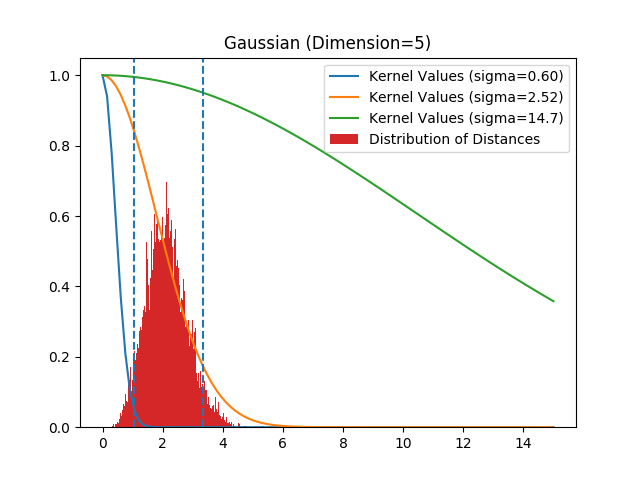 Gaussian (Dimension=5)
1.0
0.8
0.6
0.4
0.2
0.0
0
2
4
6
8
10
12
14
Kernel Values (sigma=0.60)
Kernel Values (sigma=2.52)
Kernel Values (sigma=14.7)
Distribution of Distances